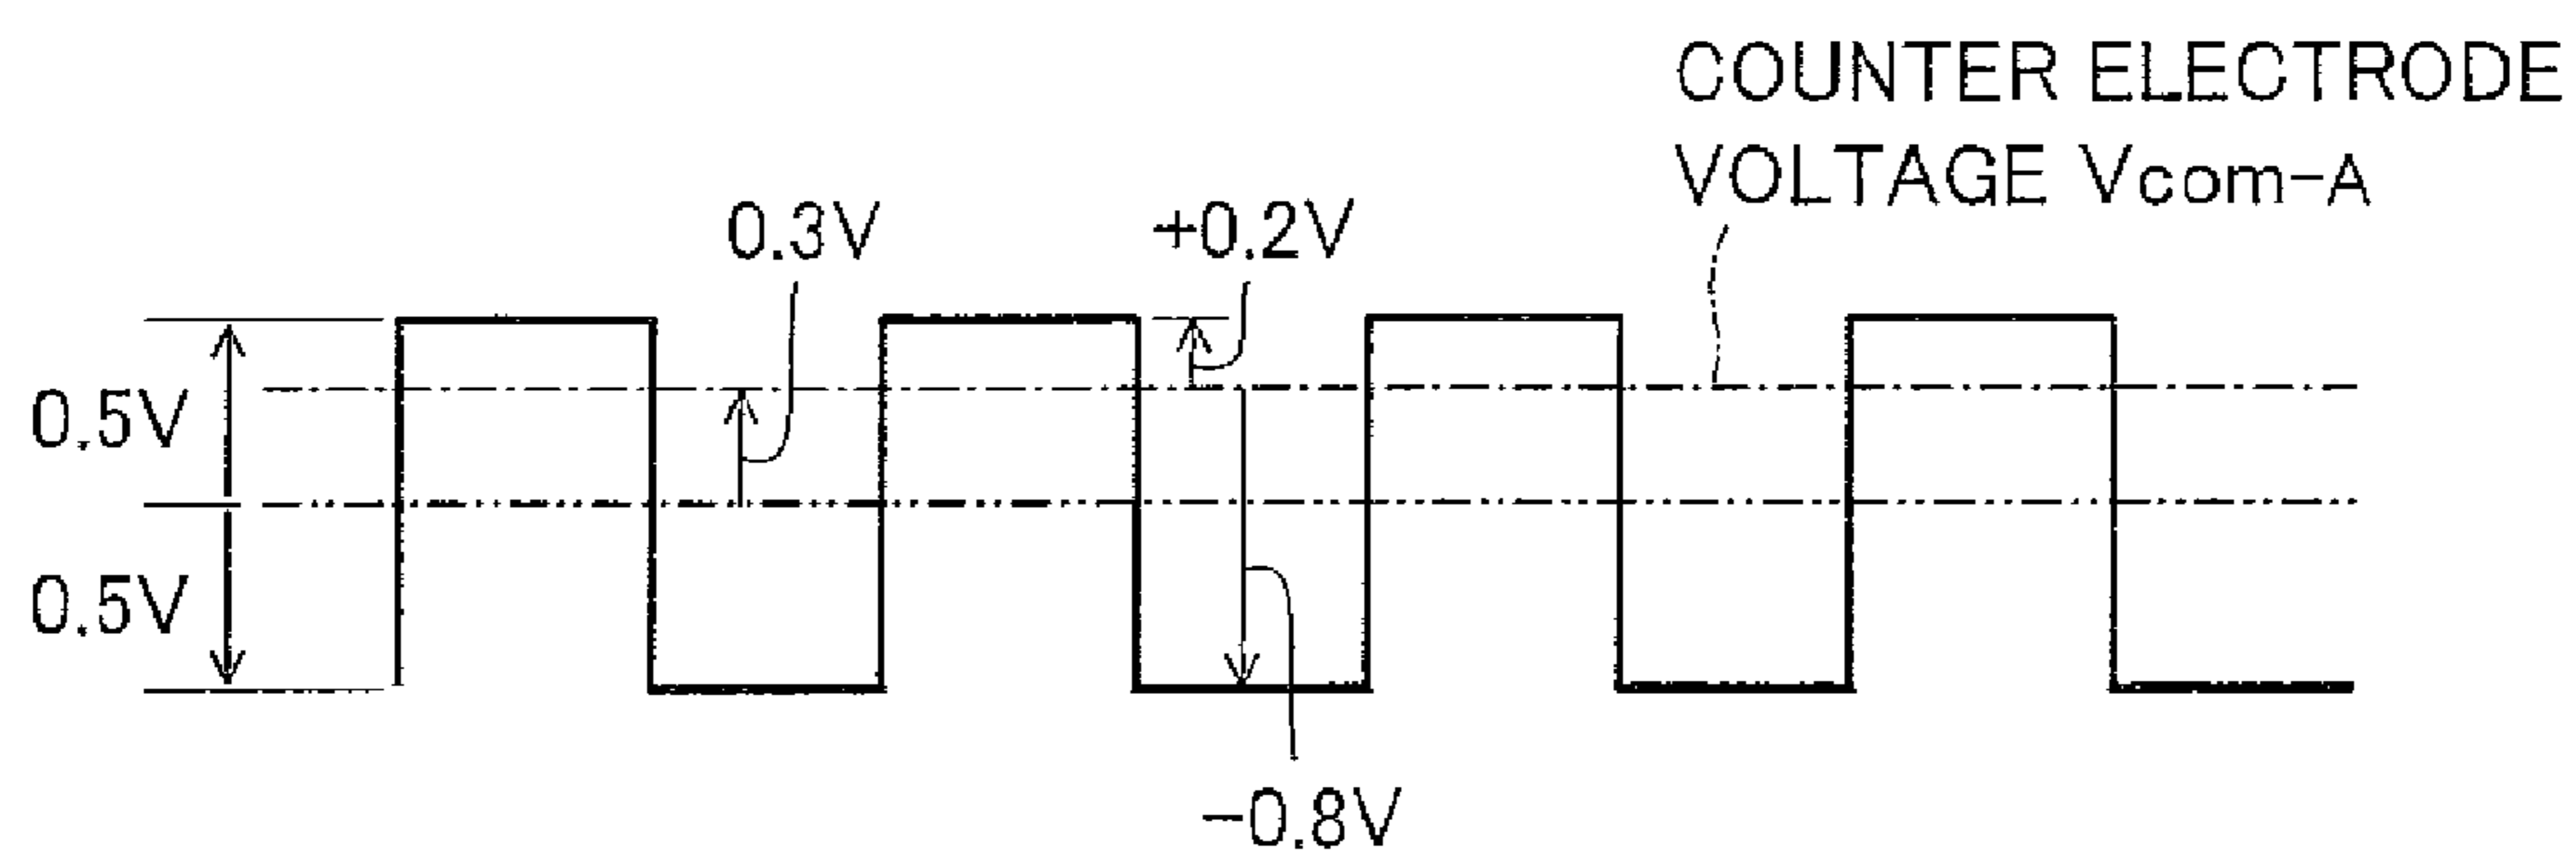 COUNTER ELECTRODE
VOLTAGE Vcom-A
0.3V
+0.2V
0.5V
0.5V
-0.8V